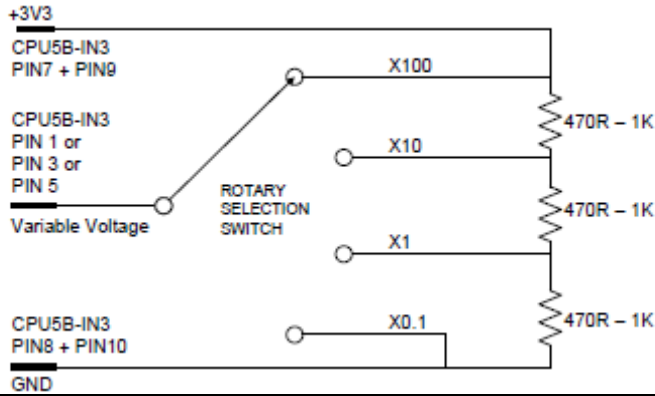 +3V3
CPU5B-IN3
PIN7 + PIN9
X100
470R – 1K
CPU5B-IN3
PIN 1 or
PIN 3 or
PIN 5
X10
ROTARY
SELECTION
SWITCH
470R – 1K
Variable Voltage
X1
CPU5B-IN3
PIN8 + PIN10
X0.1
470R – 1K
GND